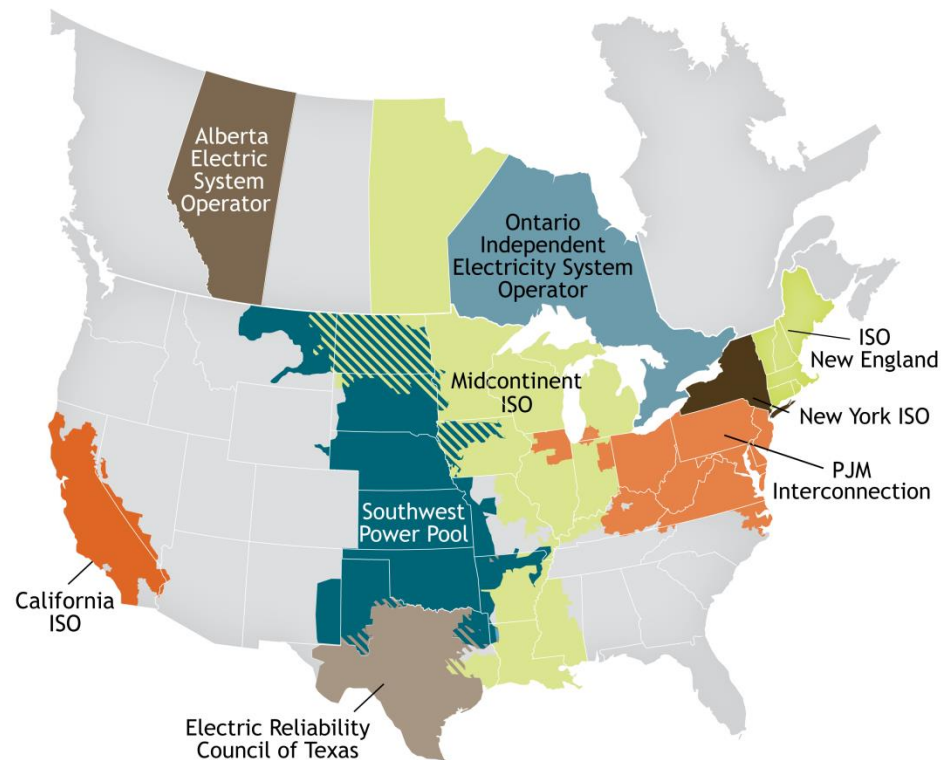 Alberta
Electric
System
Operator
Ontario
Independent
Electricity System
Operator
ISO
New England
Midcontinent
ISO
New York ISO
PJM
Interconnection
Southwest
Power Pool
California
ISO
Electric Reliability
Council of Texas